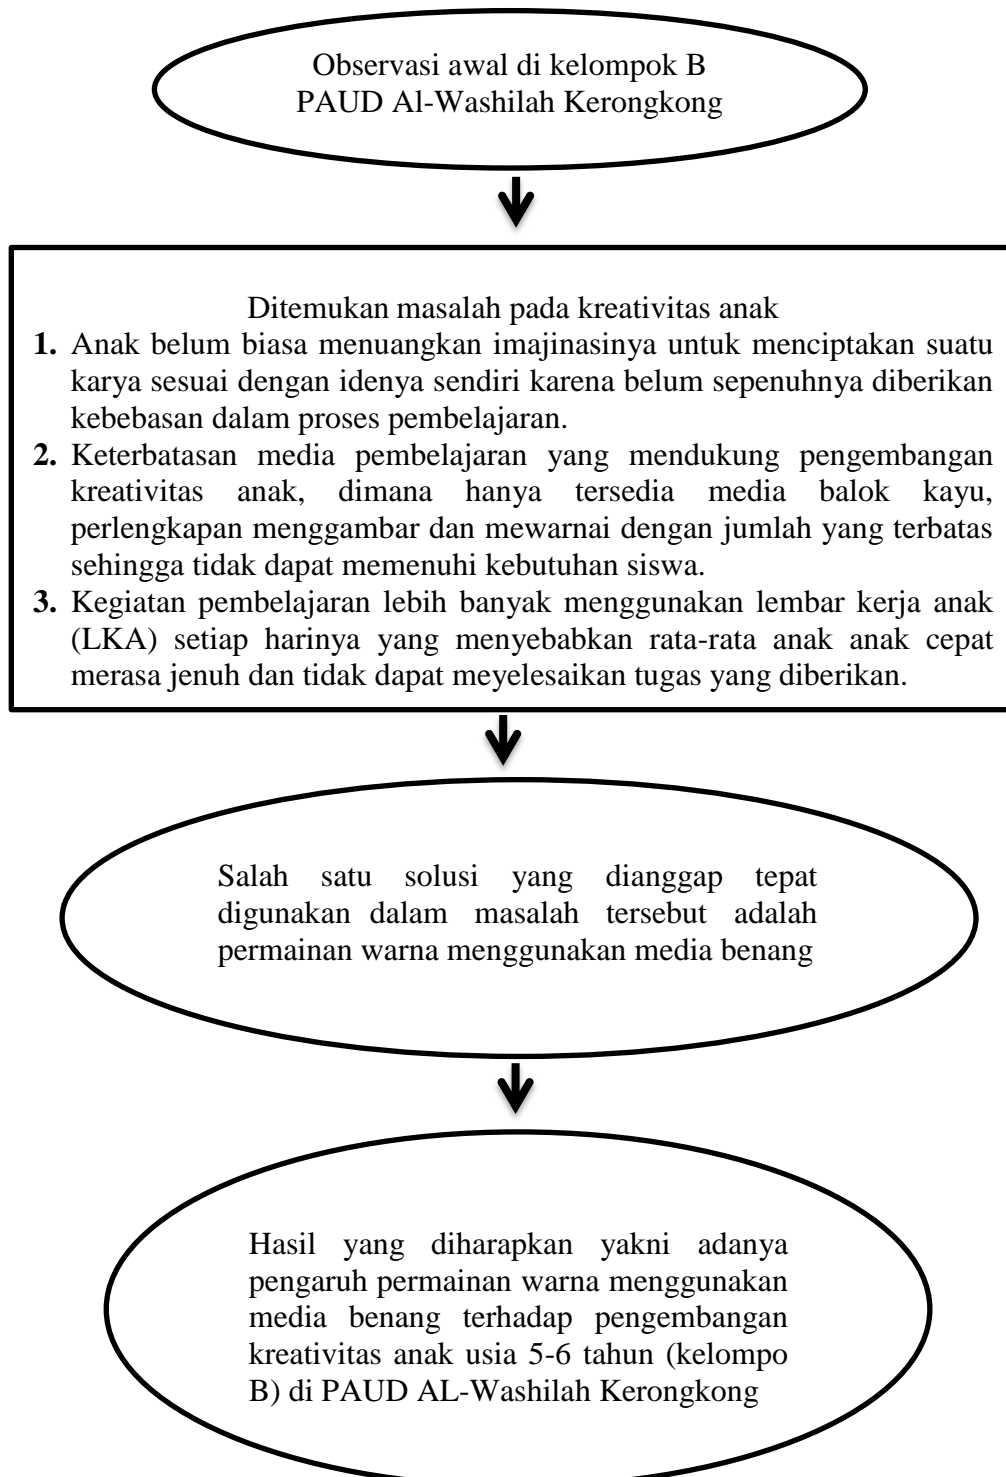 Observasi awal di kelompok B
PAUD Al-Washilah Kerongkong
Ditemukan masalah pada kreativitas anak
1. Anak belum biasa menuangkan imajinasinya untuk menciptakan suatu
karya sesuai dengan idenya sendiri karena belum sepenuhnya diberikan
kebebasan dalam proses pembelajaran.
2. Keterbatasan media pembelajaran yang mendukung pengembangan
kreativitas anak, dimana hanya tersedia media balok kayu,
perlengkapan menggambar dan mewarnai dengan jumlah yang terbatas
sehingga tidak dapat memenuhi kebutuhan siswa.
3. Kegiatan pembelajaran lebih banyak menggunakan lembar kerja anak
(LKA) setiap harinya yang menyebabkan rata-rata anak anak cepat
merasa jenuh dan tidak dapat meyelesaikan tugas yang diberikan.
Salah satu solusi yang dianggap tepat
digunakan dalam masalah tersebut adalah
permainan warna menggunakan media benang
Hasil yang diharapkan yakni adanya
pengaruh permainan warna menggunakan
media benang terhadap pengembangan
kreativitas anak usia 5-6 tahun (kelompo
B) di PAUD AL-Washilah Kerongkong